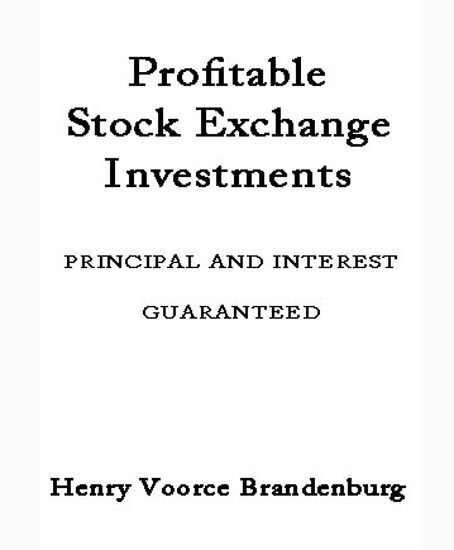 Profitable
Stock Exchange
Investments
PRINCIPAL AND INTEREST
GUARANTEED
Henry Voorce Brandenburg